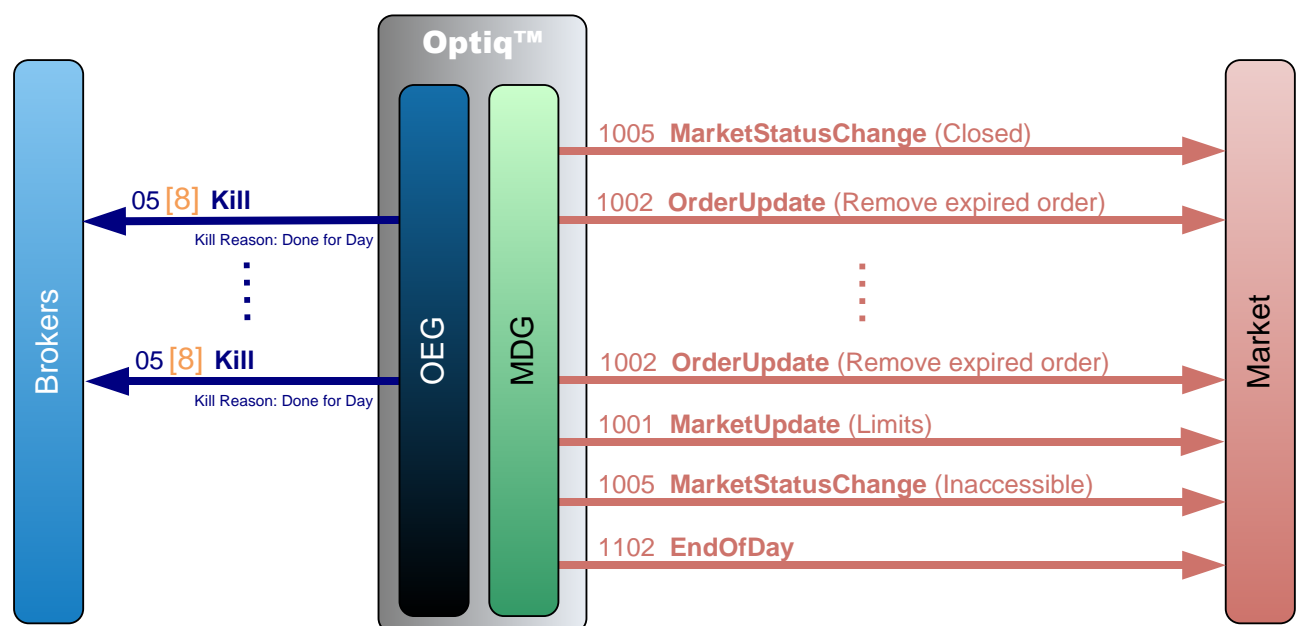 Optiq™
1005 MarketStatusChange (Closed)
05 [8] Kill
1002 OrderUpdate (Remove expired order)
Kill Reason: Done for Day
Brokers
OEG
MDG
Market
05 [8] Kill
1002 OrderUpdate (Remove expired order)
Kill Reason: Done for Day
1001 MarketUpdate (Limits)
1005 MarketStatusChange (Inaccessible)
1102 EndOfDay